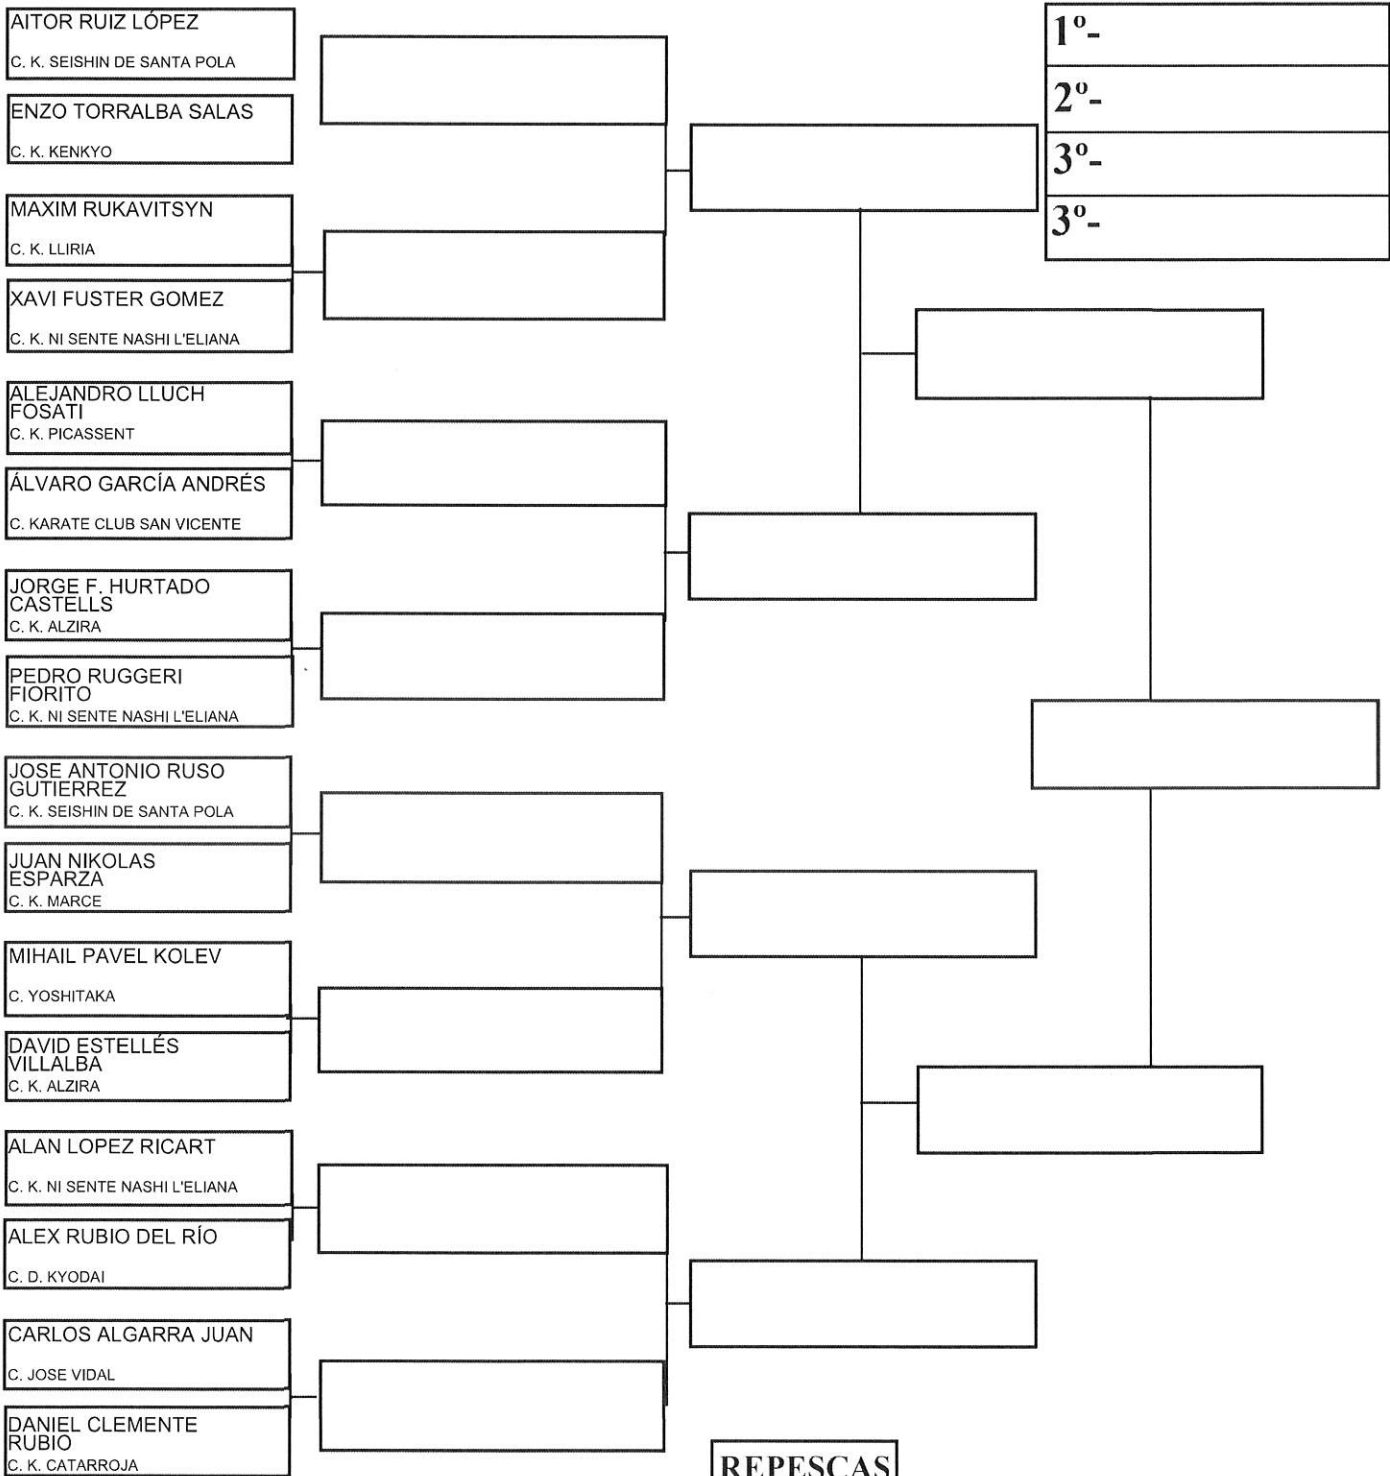 AITOR RUIZ LÓPEZ
C. K. SEISHIN DE SANTA POLA
ENZO TORRALBA SALAS
C. K. KENKYO
MAXIM RUKAVITSYN
C. K. LLIRIA
XAVI FUSTER GOMEZ
C. K. NI SENTE NASHI L'ELIANA
ALEJANDRO LLUCH
FOSATI
C. K. PICASSENT
ÁLVARO GARCÍA ANDRÉS
C. KARATE CLUB SAN VICENTE
JORGE F. HURTADO
CASTELLS
C. K. ALZIRA
PEDRO RUGGERI
FIORITO
C. K. NI SENTE NASHI L'ELIANA
JOSE ANTONIO RUSO
GUTIERREZ
C. K. SEISHIN DE SANTA POLA
JUAN NIKOLAS
ESPARZA
C. K. MARCE
MIHAIL PAVEL KOLEV
C. YOSHITAKA
DAVID ESTELLÉS
VILLALBA
C. K. ALZIRA
ALAN LOPEZ RICART
C. K. NI SENTE NASHI L'ELIANA
ALEX RUBIO DEL RÍO
C. D. KYODAI
CARLOS ALGARRA JUAN
C. JOSE VIDAL
DANIEL CLEMENTE
RUBIO
C. K. CATARROJA
1º-
2º-
3º-
3º-
REPESCAS